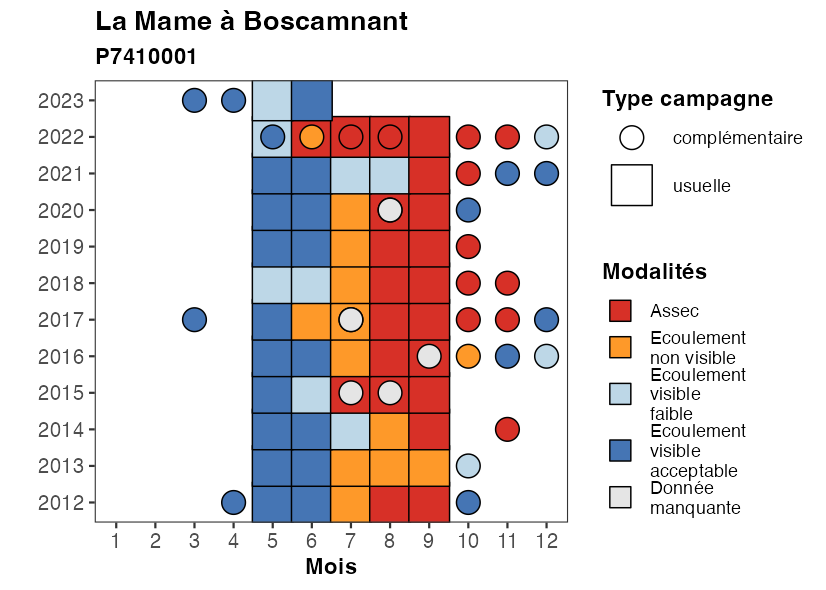 La Mame à Boscamnant
P7410001
2023
2022
2021
2020
2019
2018
2017
2016
2015
2014
2013
2012
1 2 3 4 5 6 7 8 9 10 11 12
Mois
Type campagne
complémentaire
usuelle
Modalités
Assec
Ecoulement
non visible
Ecoulement
visible
faible
Ecoulement
visible
acceptable
Donnée
manquante